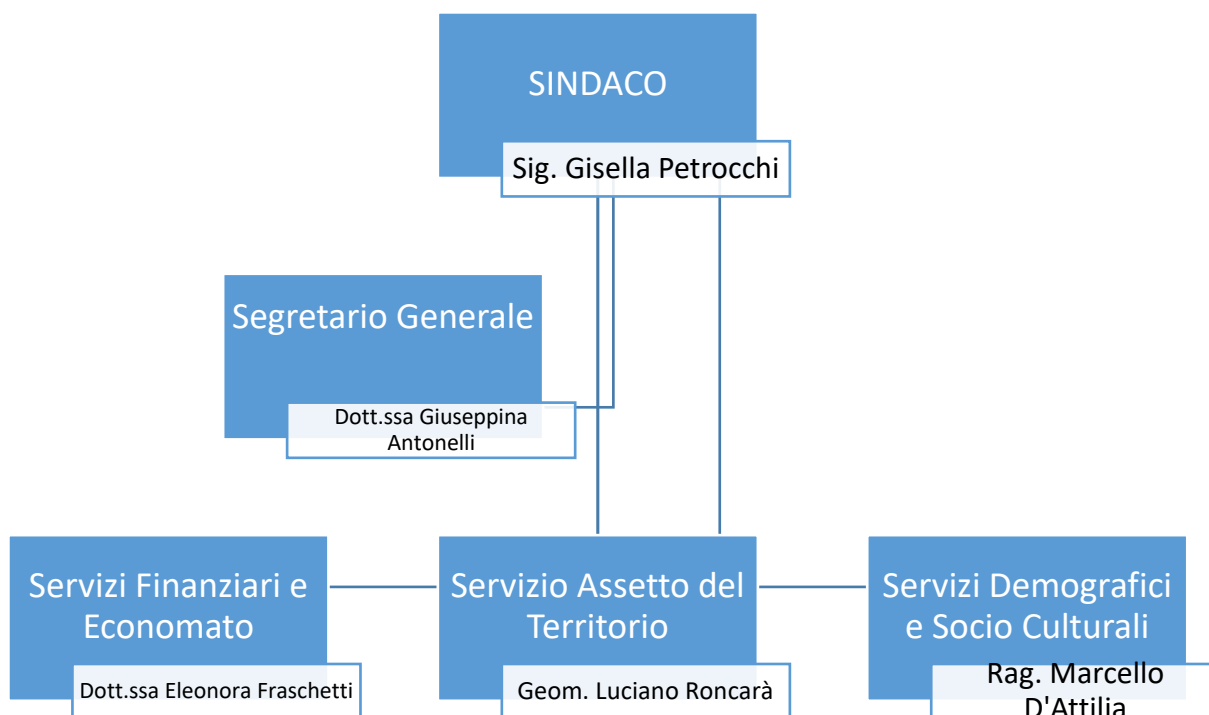 SINDACO
Sig. Gisella Petrocchi
Segretario Generale
Dott.ssa Giuseppina
Antonelli
Servizi Finanziari e
Economato
Dott.ssa Eleonora Fraschetti
Servizio Assetto del
Territorio
Geom. Luciano Roncarà
Servizi Demografici
e Socio Culturali
Rag. Marcello
D'Attilia